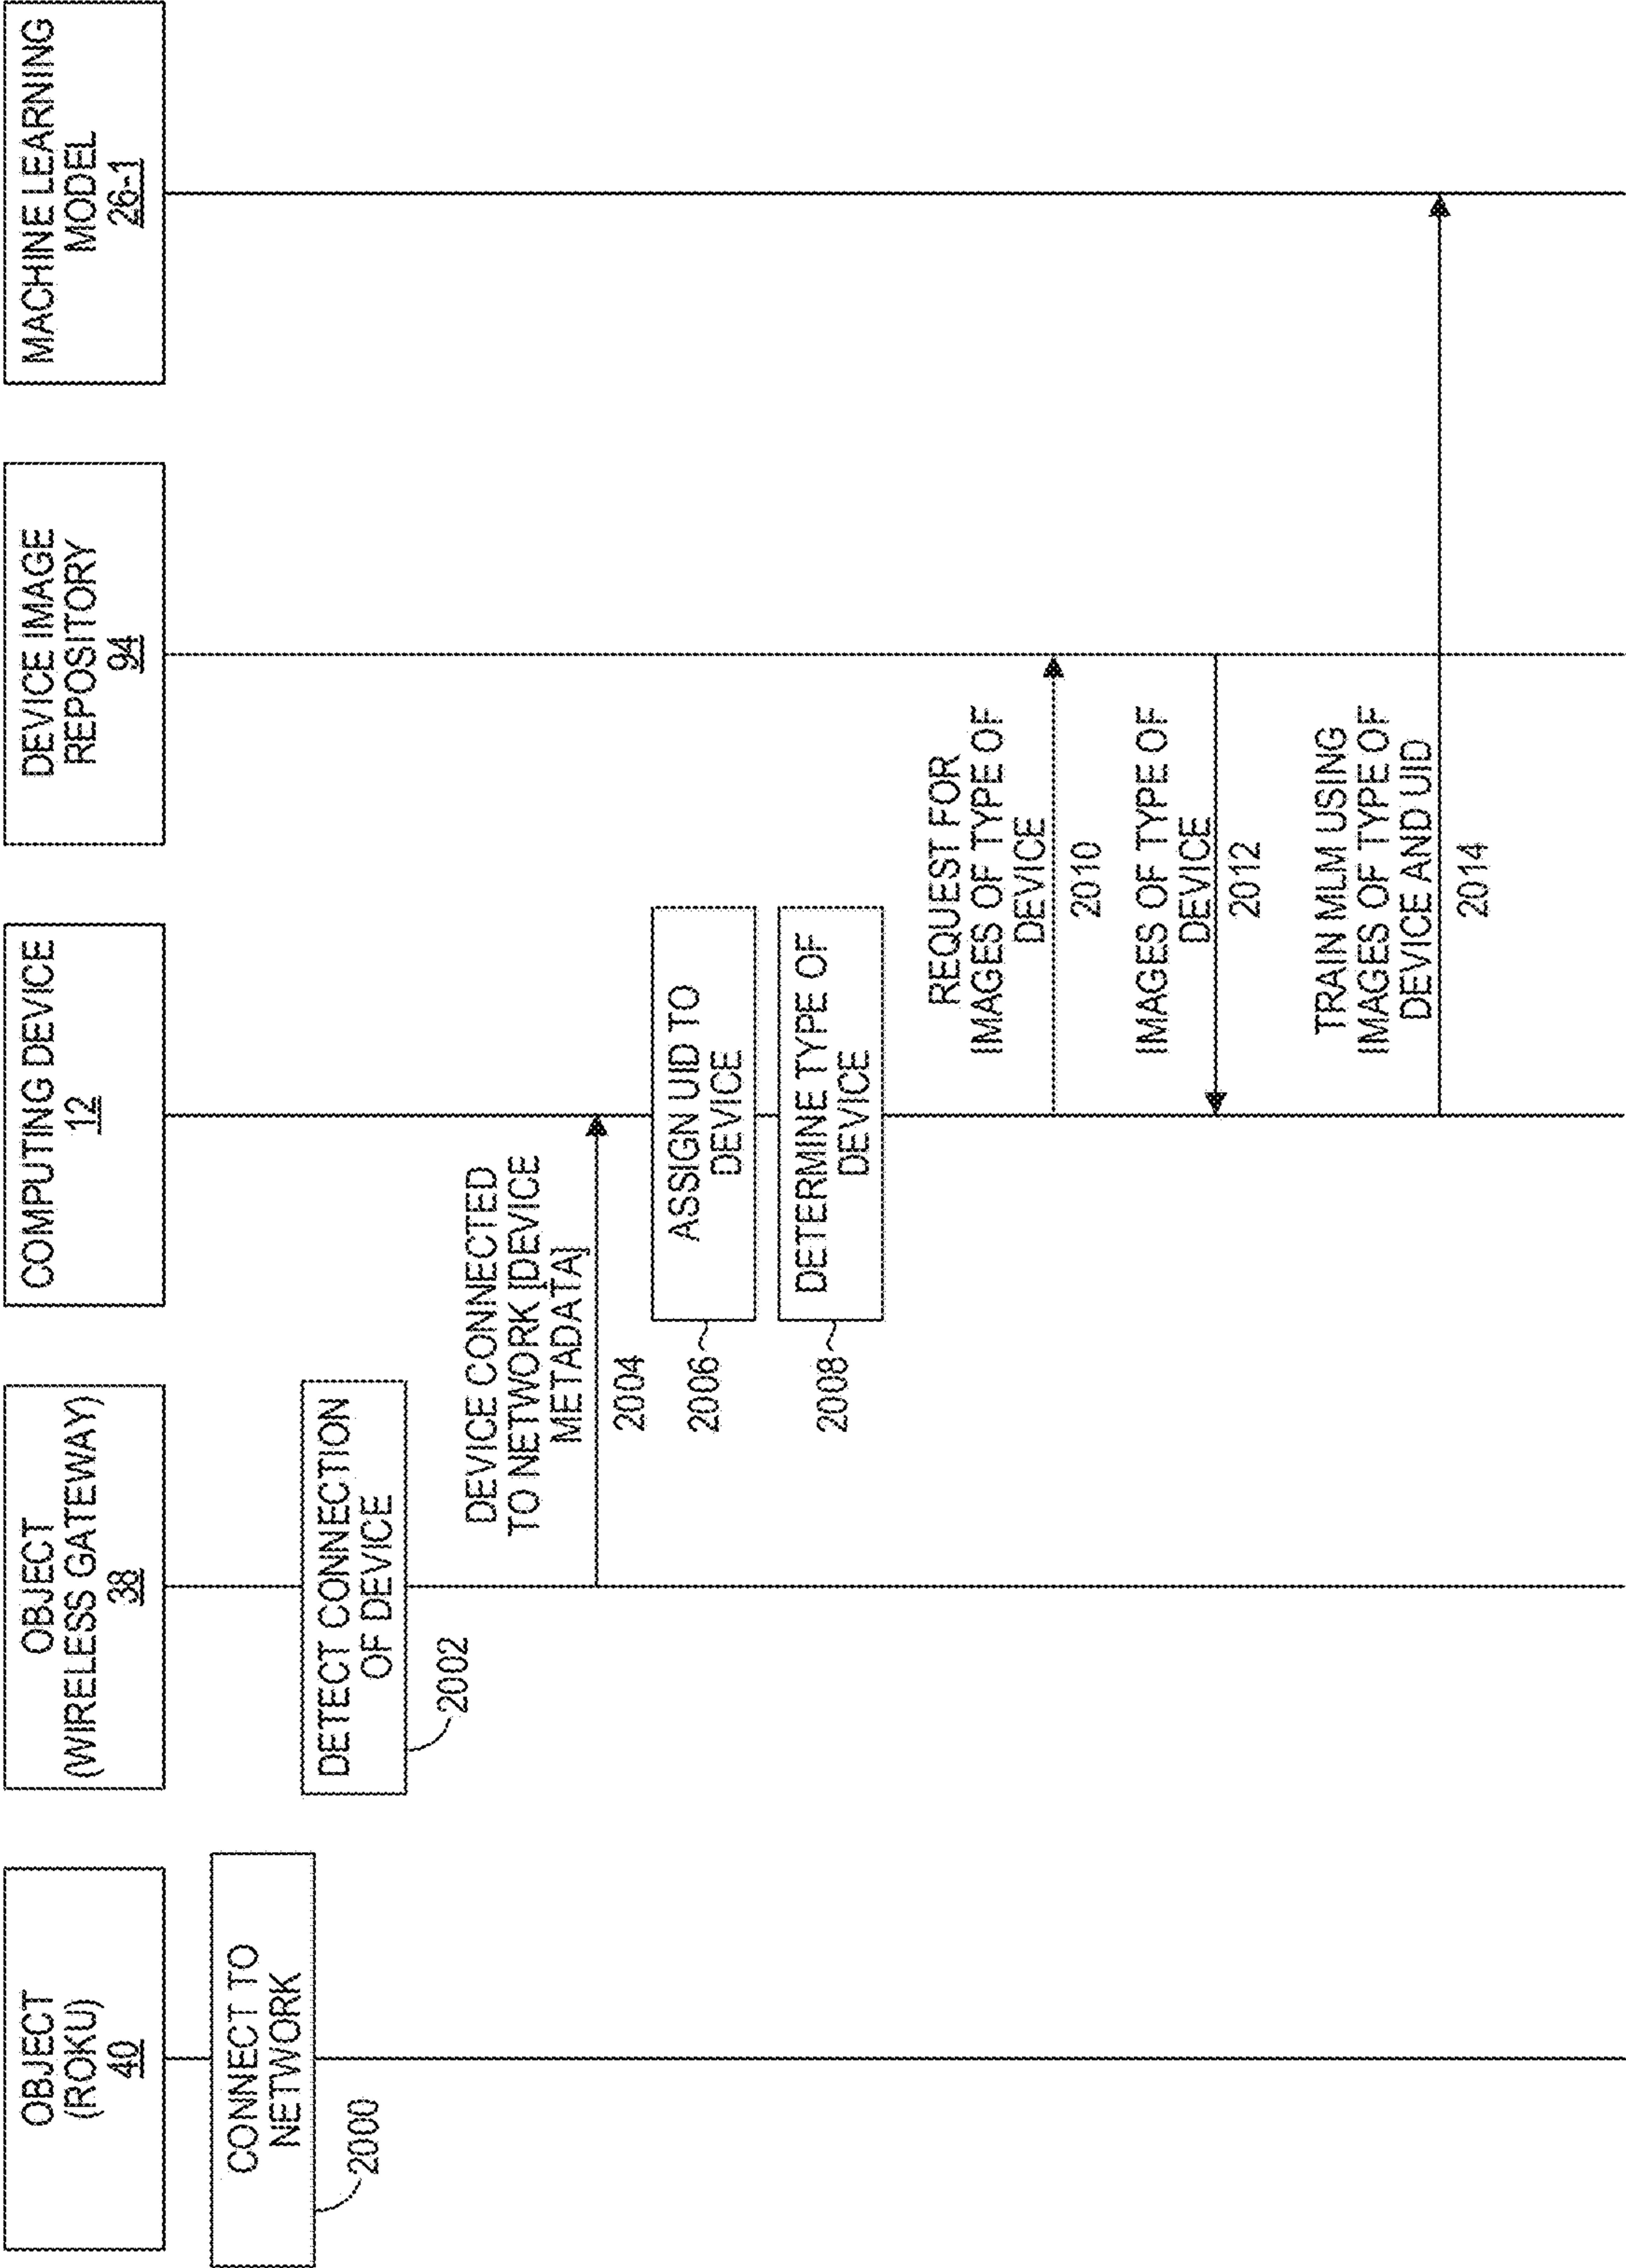 OBJECT
(ROKU)
40
OBJECT
(WIRELESS GATEWAY)
38
COMPUTING DEVICE
12
DEVICE IMAGE
REPOSITORY
94
MACHINE LEARNING
MODEL
26-1
CONNECT TO
NETWORK
2000
DETECT CONNECTION
OF DEVICE
2002
DEVICE CONNECTED
TO NETWORK [DEVICE
METADATA]
2004
ASSIGN UID TO
DEVICE
2006
DETERMINE TYPE OF
DEVICE
2008
REQUEST FOR
IMAGES OF TYPE OF
DEVICE
2010
IMAGES OF TYPE OF
DEVICE
2012
TRAIN MLM USING
IMAGES OF TYPE OF
DEVICE AND UID
2014